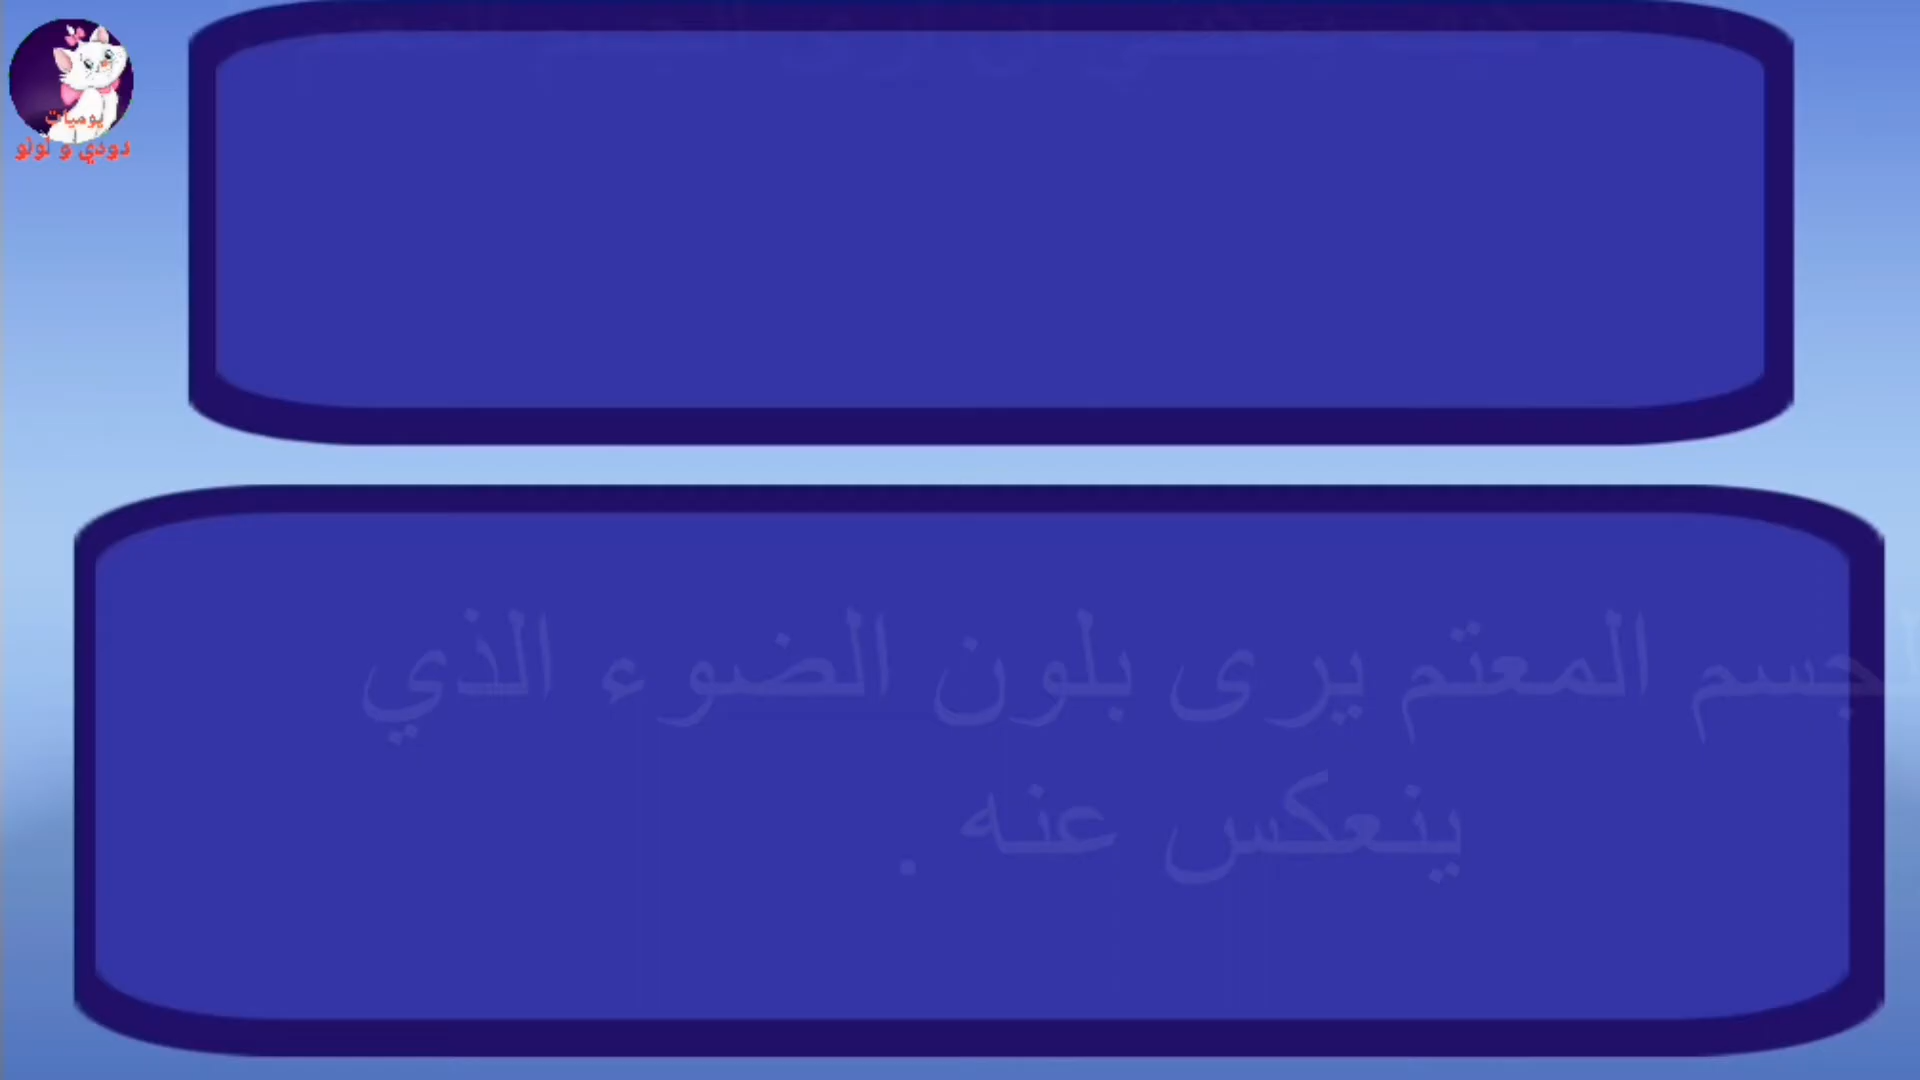 يوميات
دودي و لولو
الجسم المعتم يرى بلون الضوء الذي
ينعكس عنه .